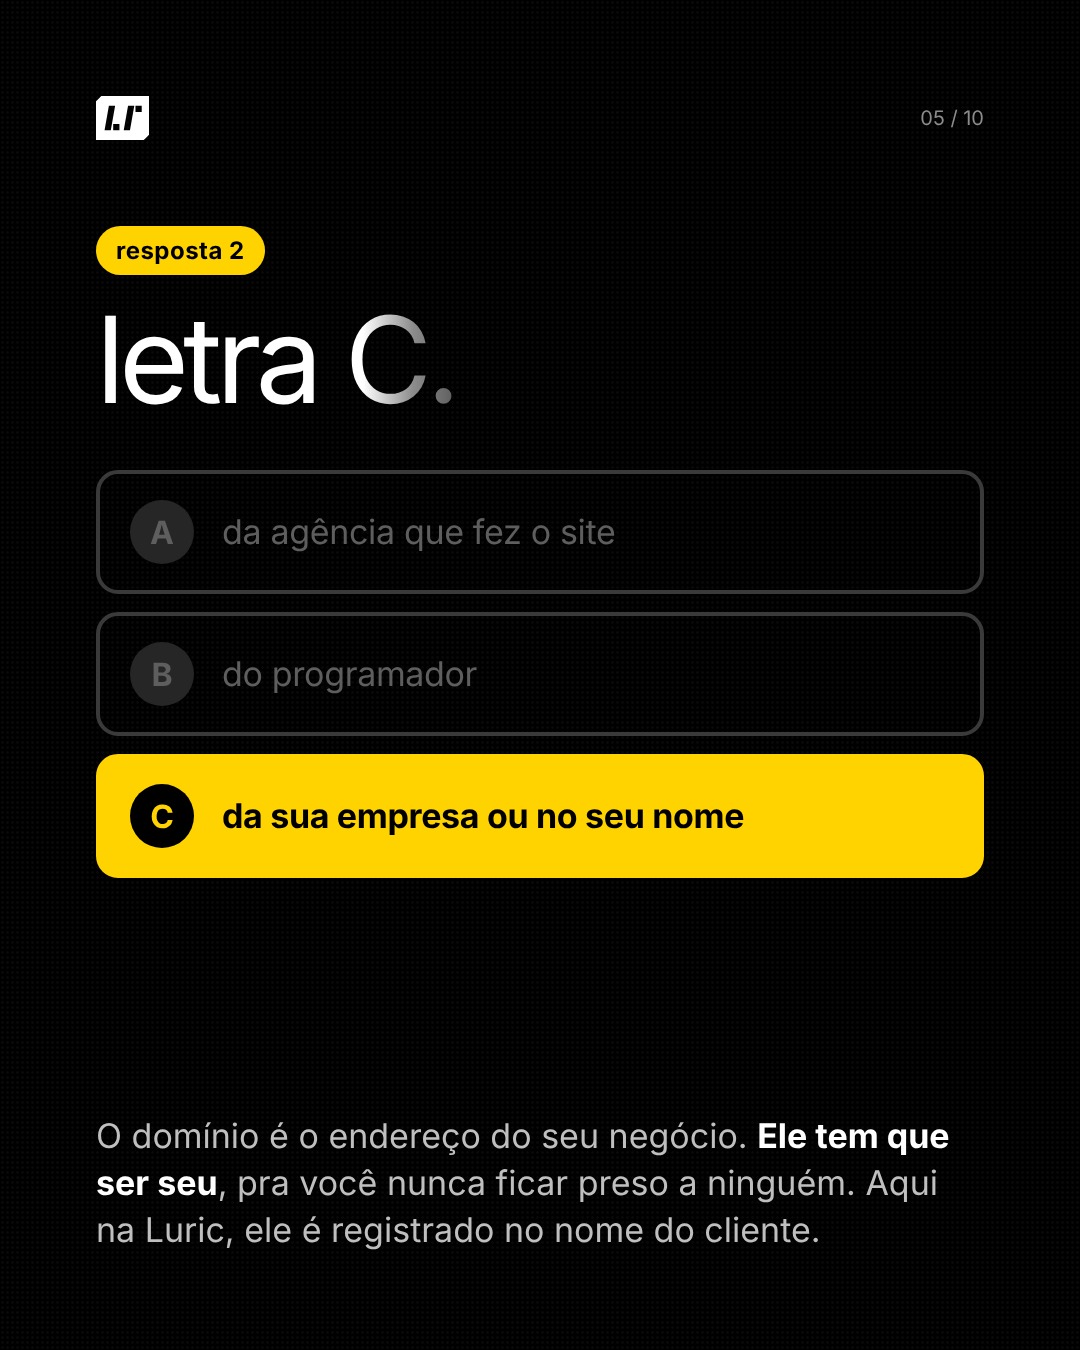 Lr
05 / 10
resposta 2
letra C.
A da agência que fez o site
B do programador
C da sua empresa ou no seu nome
O domínio é o endereço do seu negócio. Ele tem que
ser seu, pra você nunca ficar preso a ninguém. Aqui
na Luric, ele é registrado no nome do cliente.